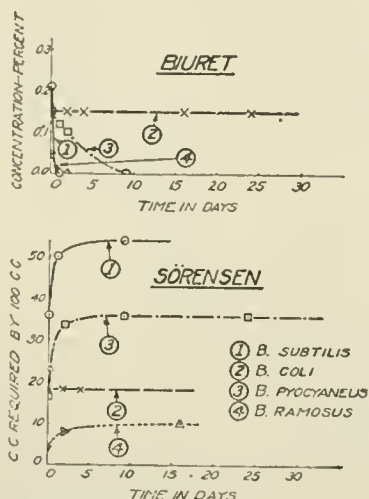 BIURET
CONCENTRATION-PERCENT
0.3
0.2
0.1
0.0
② ③ ① ④
0 5 10 15 20 25 30
TIME IN DAYS
SÖRENSEN
CC REQUIRED BY 100 CC
50
40
30
20
10
0
①
③
②
④
① B. SUBTILIS
② B. COLI
③ B. PYOCYANEUS
④ B. RAMOSUS
0 5 10 15 20 25 30
TIME IN DAYS